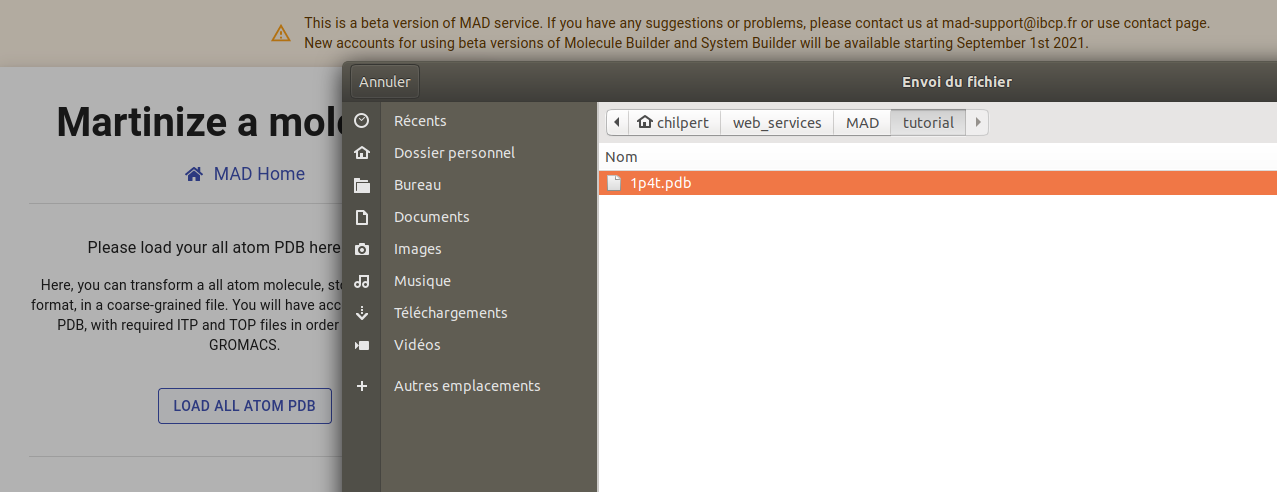 This is a beta version of MAD service. If you have any suggestions or problems, please contact us at mad-support@ibcp.fr or use contact page.
New accounts for using beta versions of Molecule Builder and System Builder will be available starting September 1st 2021.
Annuler
Envoi du fichier
Martinize a mol
MAD Home
Please load your all atom PDB here
Here, you can transform a all atom molecule, st
format, in a coarse-grained file. You will have acc
PDB, with required ITP and TOP files in order
GROMACS.
LOAD ALL ATOM PDB
Récents
Dossier personnel
Bureau
Documents
Images
Musique
Téléchargements
Vidéos
Autres emplacements
chilpert web_services MAD tutorial
Nom
1p4t.pdb